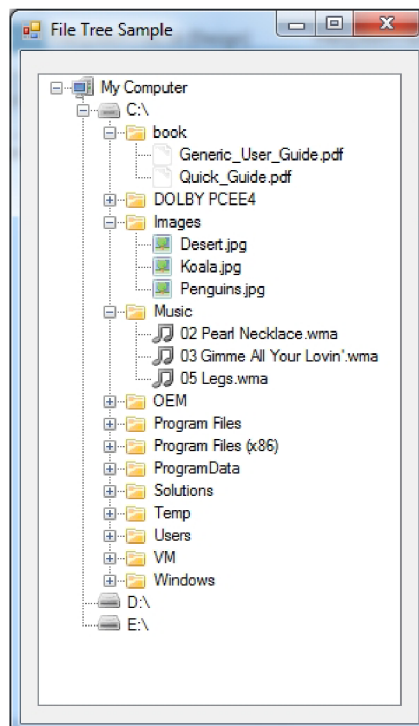 File Tree Sample
My Computer
C:\
book
Generic_User_Guide.pdf
Quick_Guide.pdf
DOLBY PCEE4
Images
Desert.jpg
Koala.jpg
Penguins.jpg
Music
02 Pearl Necklace.wma
03 Gimme All Your Lovin'.wma
05 Legs.wma
OEM
Program Files
Program Files (x86)
ProgramData
Solutions
Temp
Users
VM
Windows
D:\
E:\